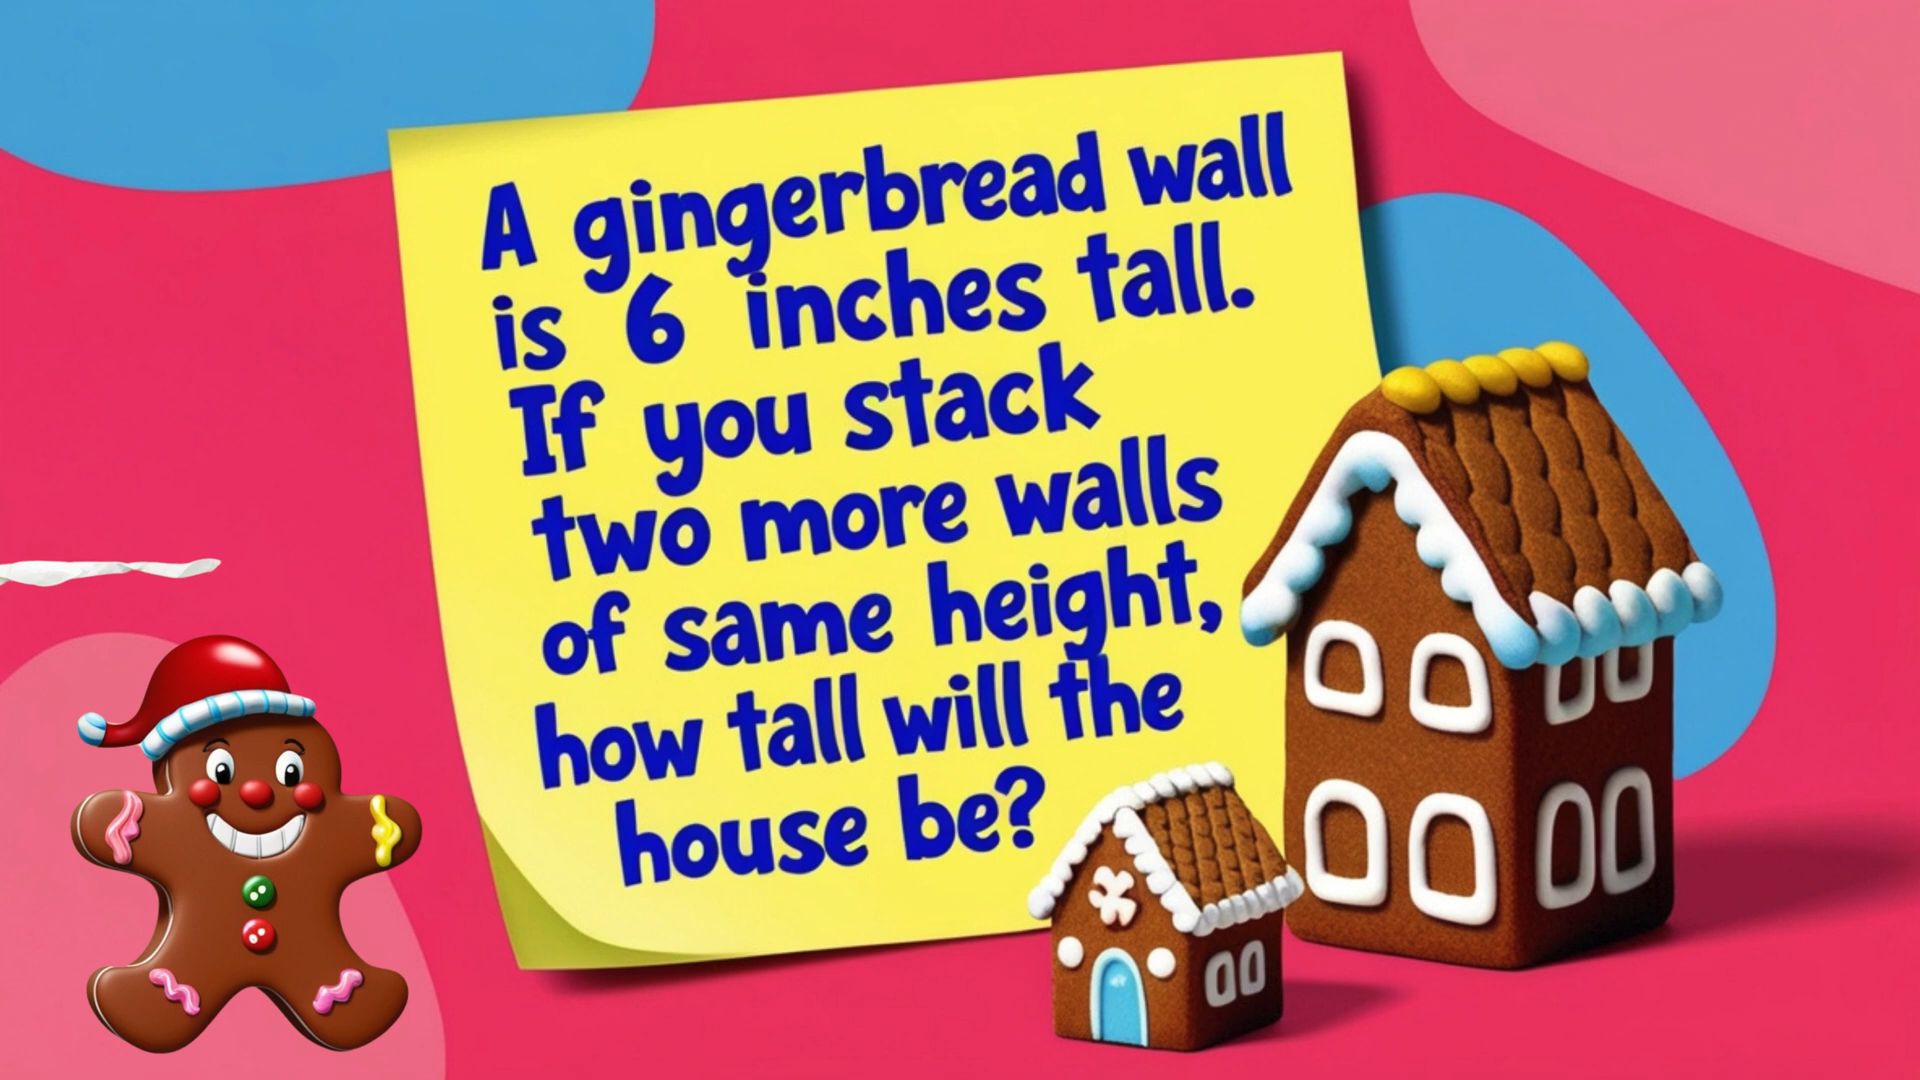 A gingerbread wall
is 6 inches tall.
If you stack
two more walls
of same height,
how tall will the
house be?